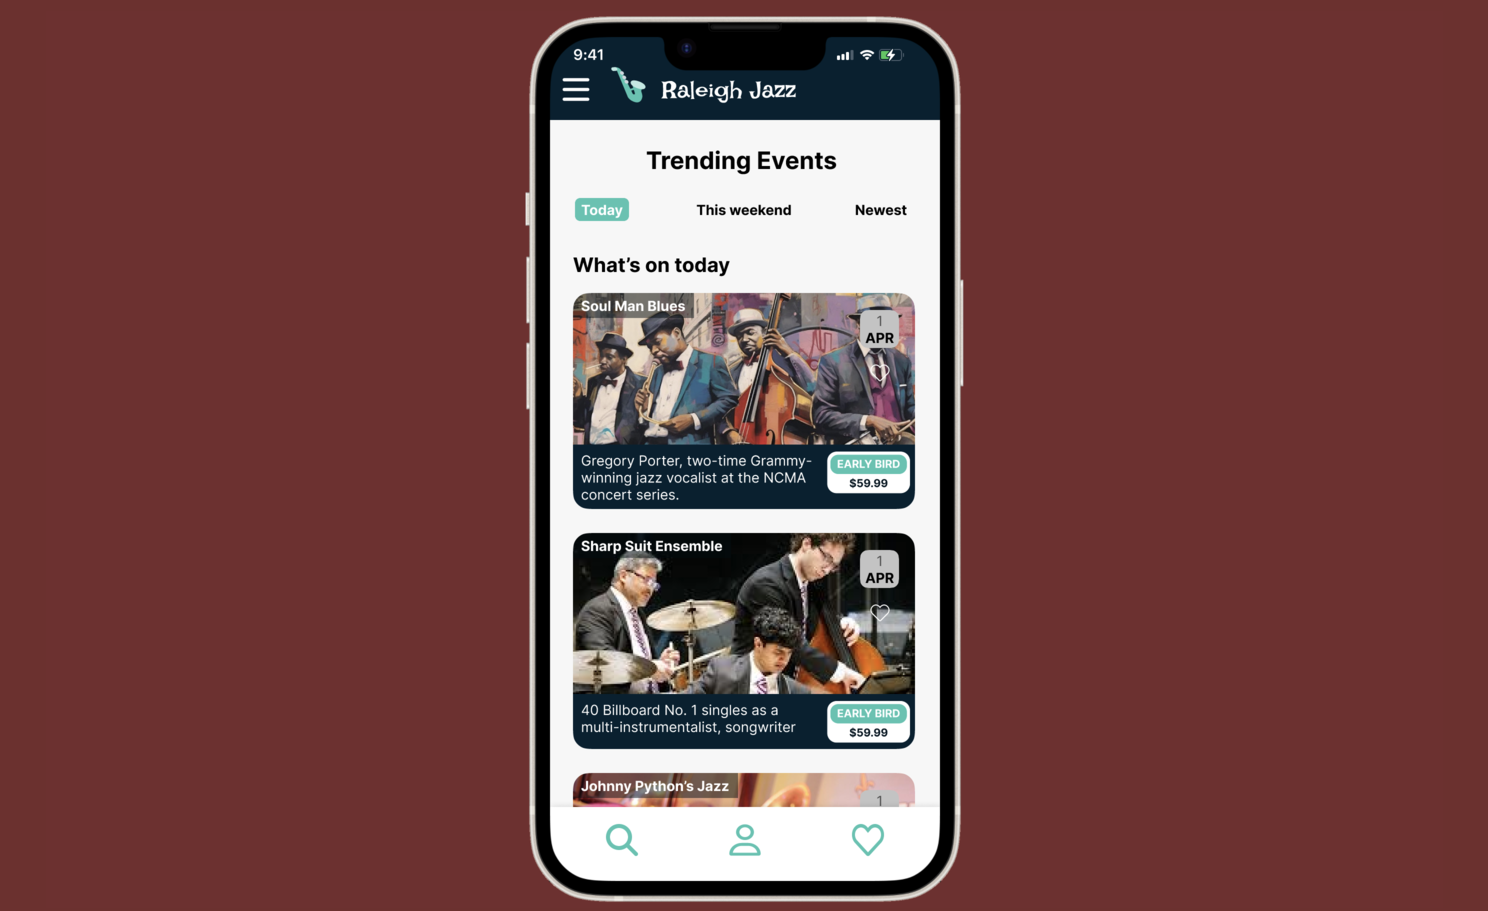 9:41
Raleigh Jazz
Trending Events
Today
This weekend
Newest
What's on today
Soul Man Blues
1
APR
Gregory Porter, two-time Grammy-
winning jazz vocalist at the NCMA
concert series.
EARLY BIRD
$59.99
Sharp Suit Ensemble
1
APR
40 Billboard No. 1 singles as a
multi-instrumentalist, songwriter
EARLY BIRD
$59.99
Johnny Python's Jazz
1